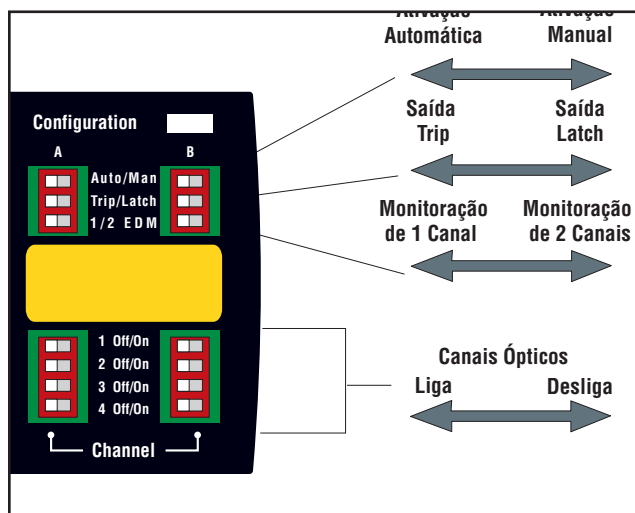 Ativação
Automática
Ativação
Manual
Saída
Trip
Saída
Latch
Monitoração
de 1 Canal
Monitoração
de 2 Canais
Canais Ópticos
Liga
Desliga
Configuration
A
B
Auto/Man
Trip/Latch
1/2 EDM
1 Off/On
2 Off/On
3 Off/On
4 Off/On
Channel